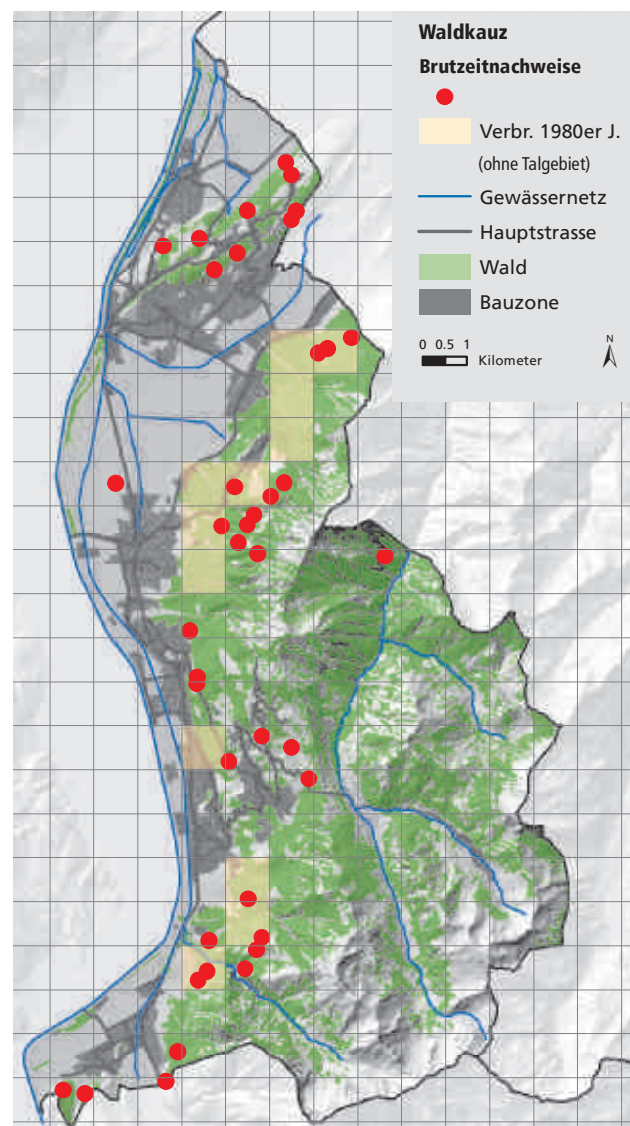 Waldkauz
Brutzeitnachweise
Verbr. 1980er J.
(ohne Talgebiet)
Gewässernetz
Hauptstrasse
Wald
Bauzone
0 0.5 1
Kilometer
N